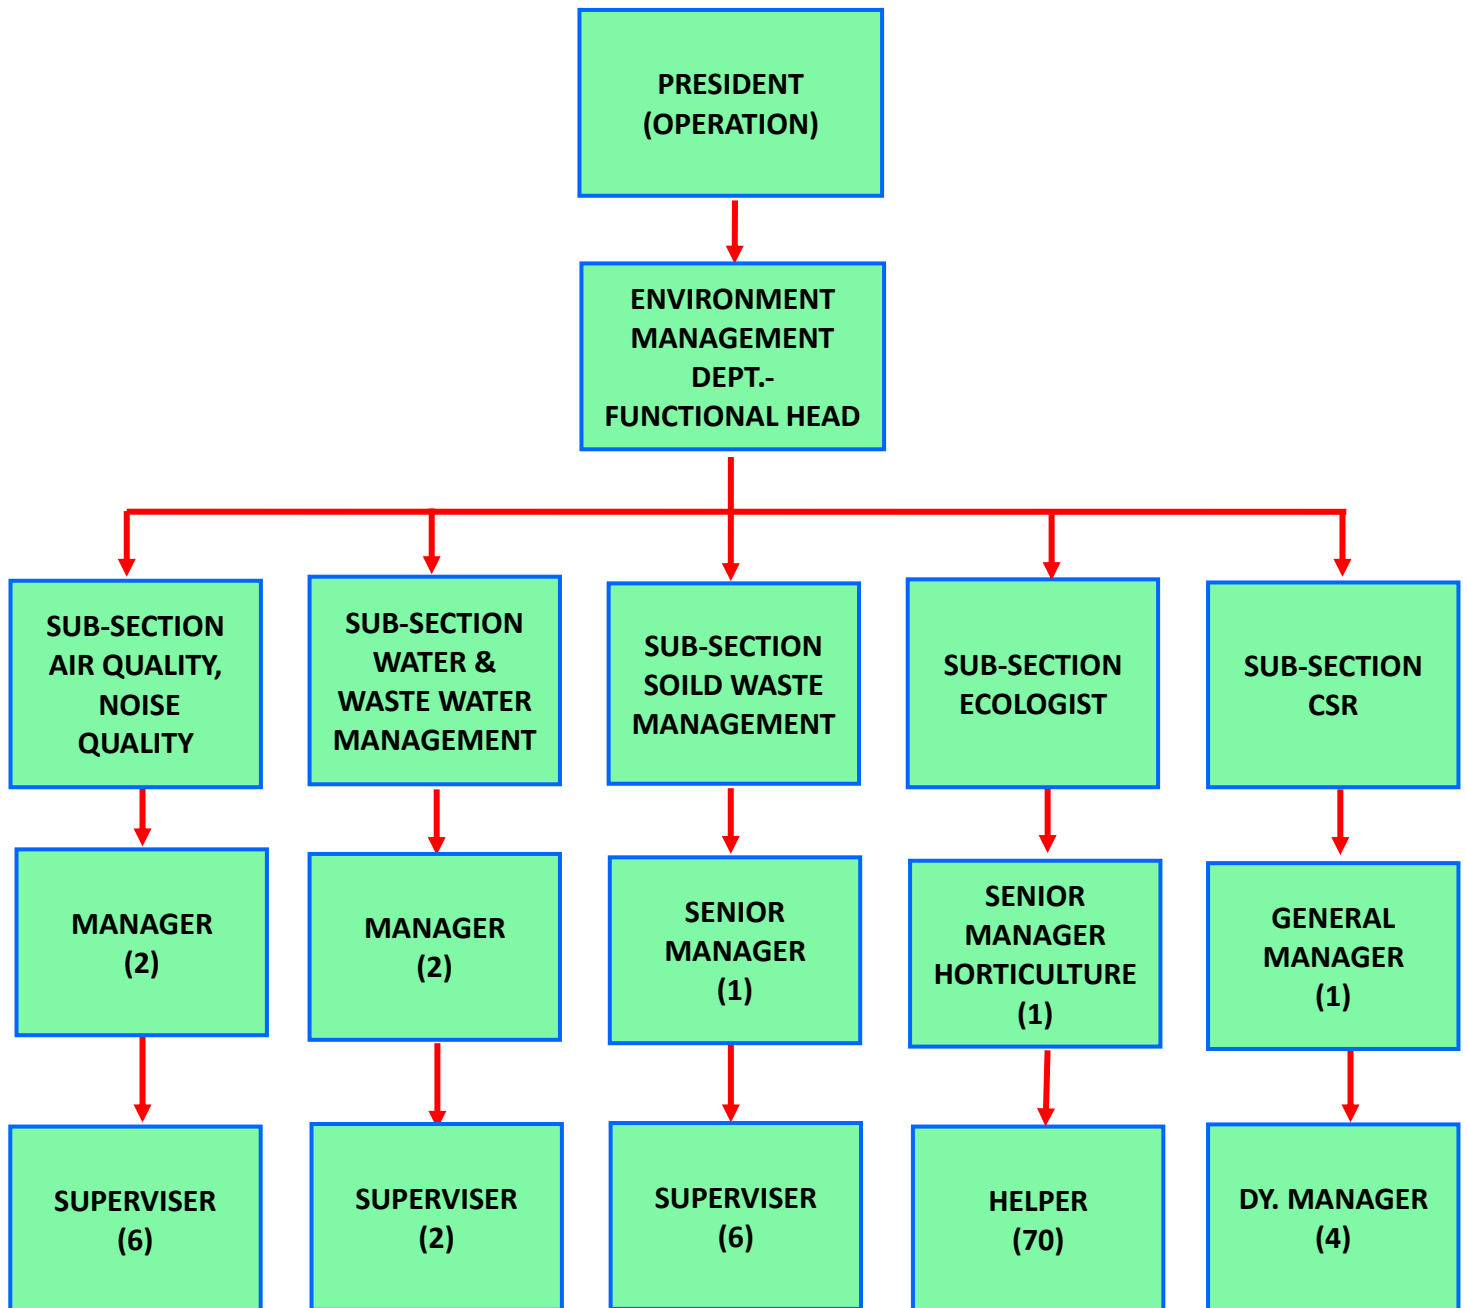 PRESIDENT
(OPERATION)
ENVIRONMENT
MANAGEMENT
DEPT.-
FUNCTIONAL HEAD
SUB-SECTION
AIR QUALITY,
NOISE
QUALITY
SUB-SECTION
WATER &
WASTE WATER
MANAGEMENT
SUB-SECTION
SOILD WASTE
MANAGEMENT
SUB-SECTION
ECOLOGIST
SUB-SECTION
CSR
MANAGER
(2)
MANAGER
(2)
SENIOR
MANAGER
(1)
SENIOR
MANAGER
HORTICULTURE
(1)
GENERAL
MANAGER
(1)
SUPERVISER
(6)
SUPERVISER
(2)
SUPERVISER
(6)
HELPER
(70)
DY. MANAGER
(4)